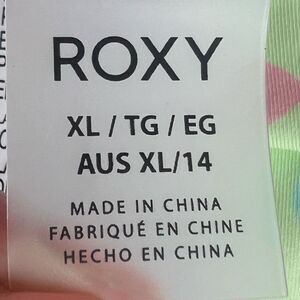 ROXY
XL / TG / EG
AUS XL/14
MADE IN CHINA
FABRIQUÉ EN CHINE
HECHO EN CHINA